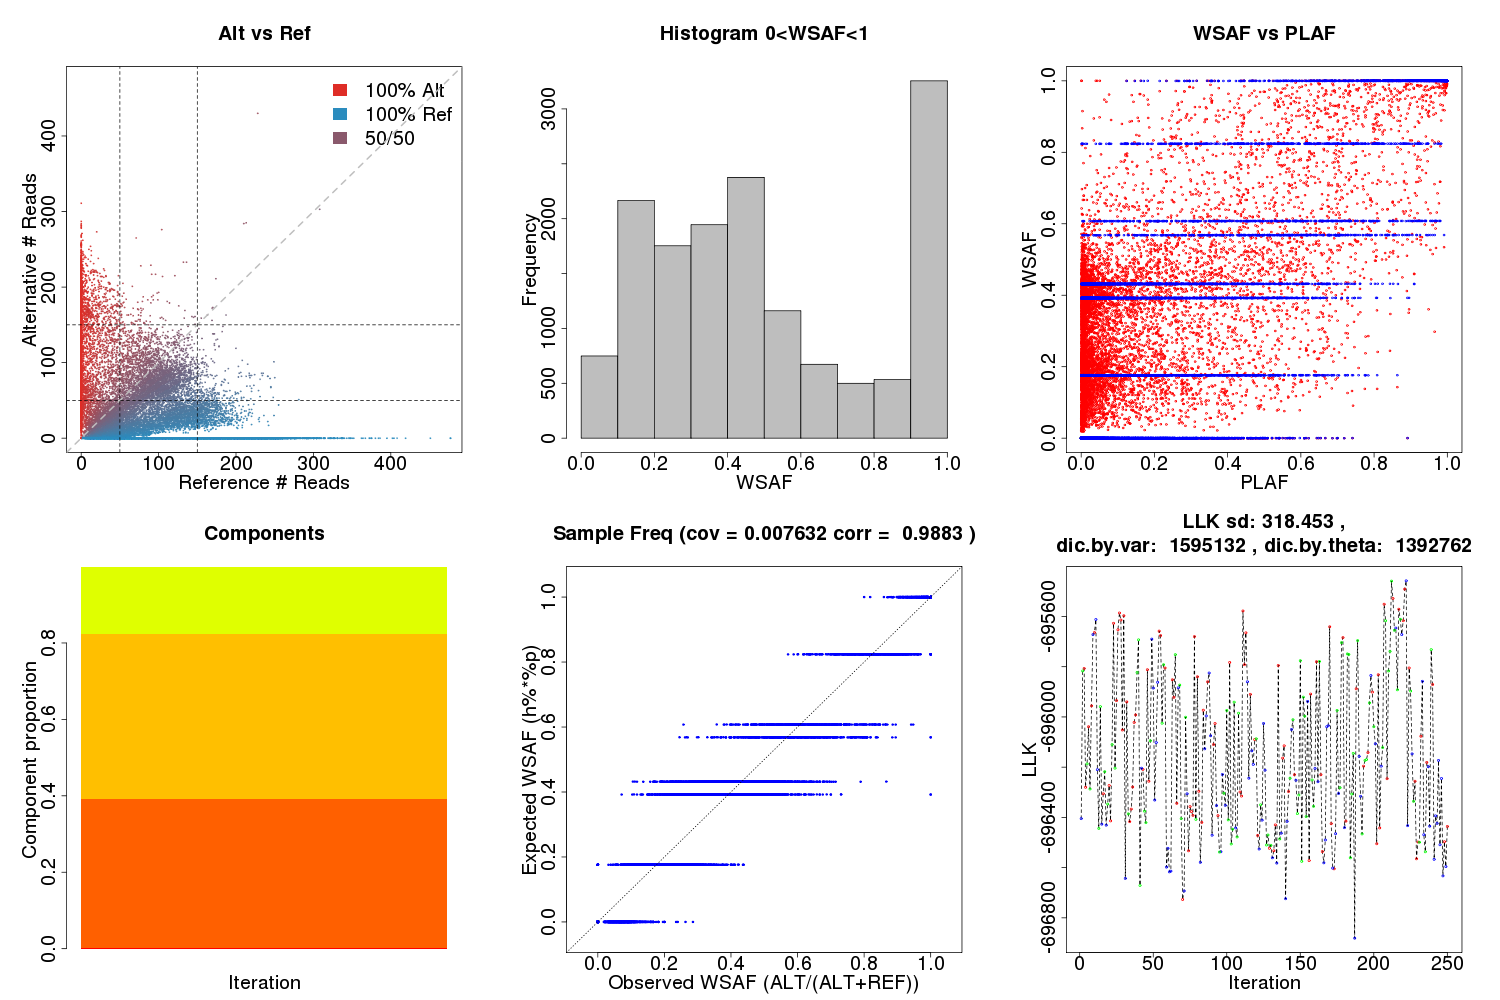 Alt vs Ref
100% Alt
100% Ref
50/50
Alternative # Reads
0 100 200 300 400
0 100 200 300 400
Reference # Reads
Histogram 0<WSAF<1
Frequency
0 500 1000 2000 3000
0.0 0.2 0.4 0.6 0.8 1.0
WSAF
WSAF vs PLAF
WSAF
0.0 0.2 0.4 0.6 0.8 1.0
0.0 0.2 0.4 0.6 0.8 1.0
PLAF
Components
Component proportion
0.0 0.2 0.4 0.6 0.8
Iteration
Sample Freq (cov = 0.007632 corr = 0.9883 )
Expected WSAF (h%*%p)
0.0 0.2 0.4 0.6 0.8 1.0
0.0 0.2 0.4 0.6 0.8 1.0
Observed WSAF (ALT/(ALT+REF))
LLK sd: 318.453 ,
dic.by.var: 1595132 , dic.by.theta: 1392762
LLK
-696800 -696400 -696000 -695600
0 50 100 150 200 250
Iteration